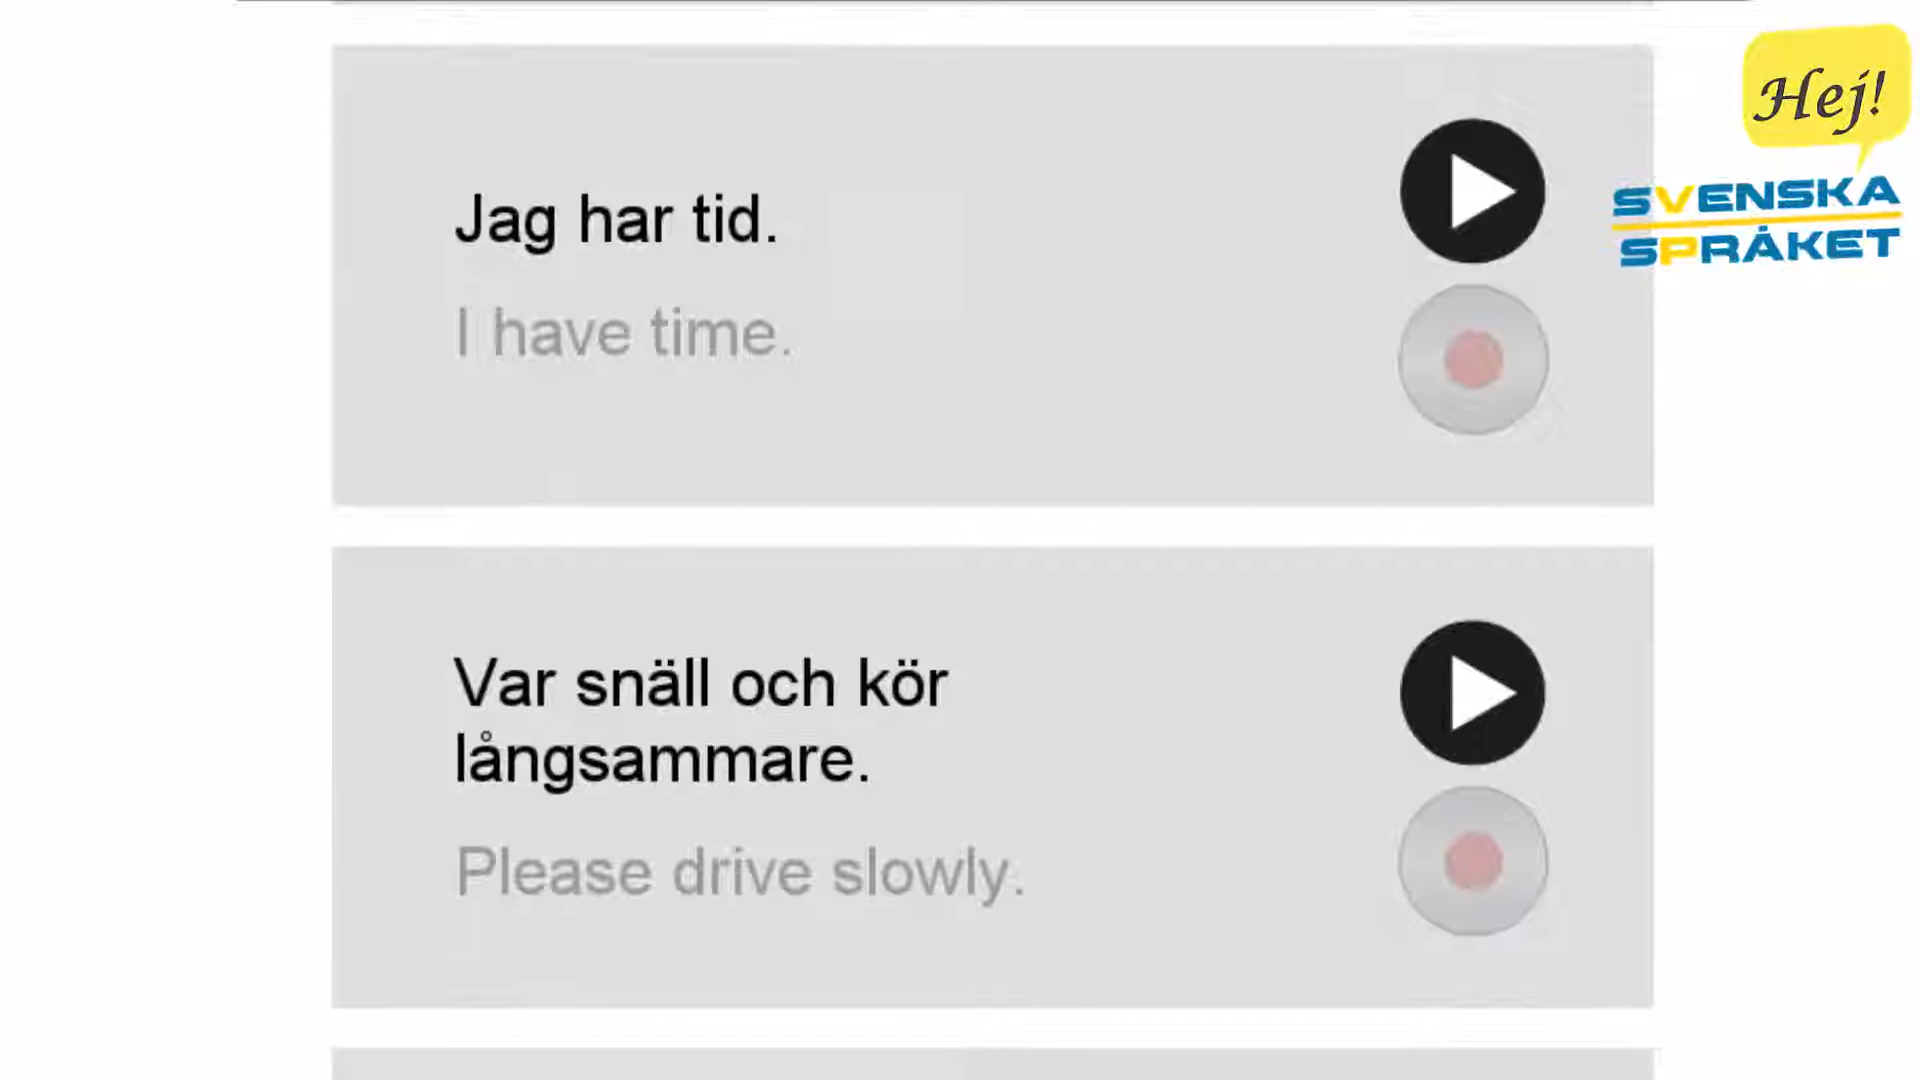 Hej!
SVENSKA
SPRÅKET
Jag har tid.
I have time.
Var snäll och kör
långsammare.
Please drive slowly.